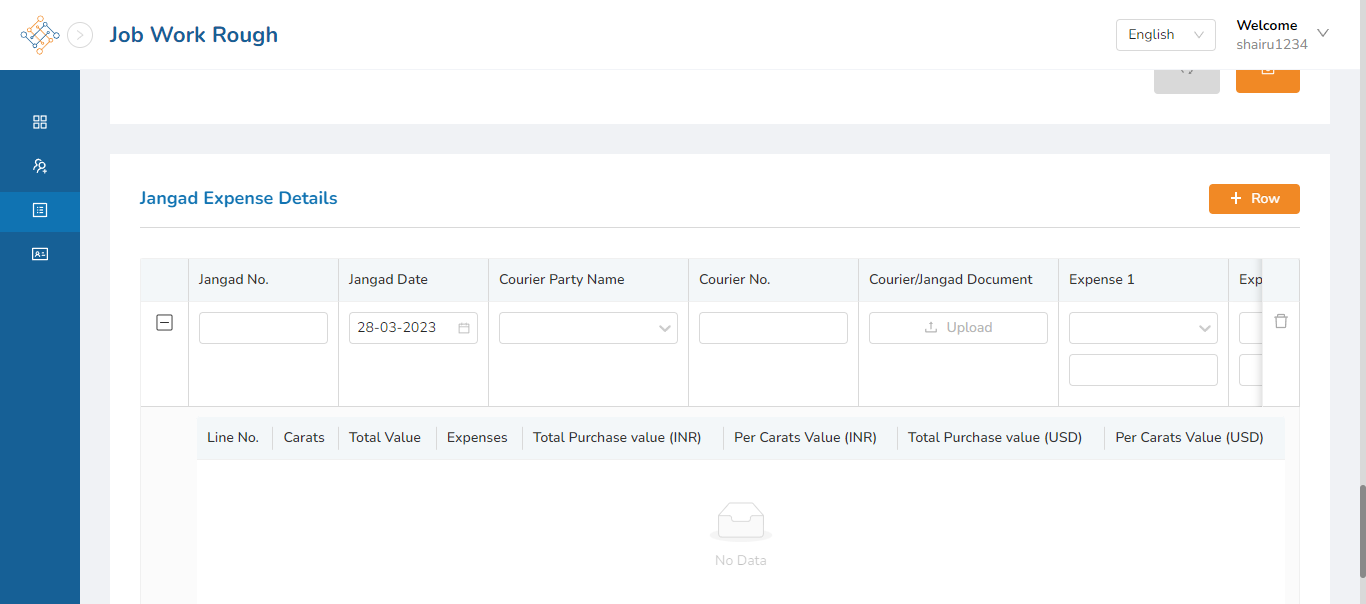 Job Work Rough
English
Welcome
shairu1234
Jangad Expense Details
Row
Jangad No.
Jangad Date
Courier Party Name
Courier No.
Courier/Jangad Document
Expense 1
Exp
28-03-2023
Upload
Line No.
Carats
Total Value
Expenses
Total Purchase value (INR)
Per Carats Value (INR)
Total Purchase value (USD)
Per Carats Value (USD)
No Data